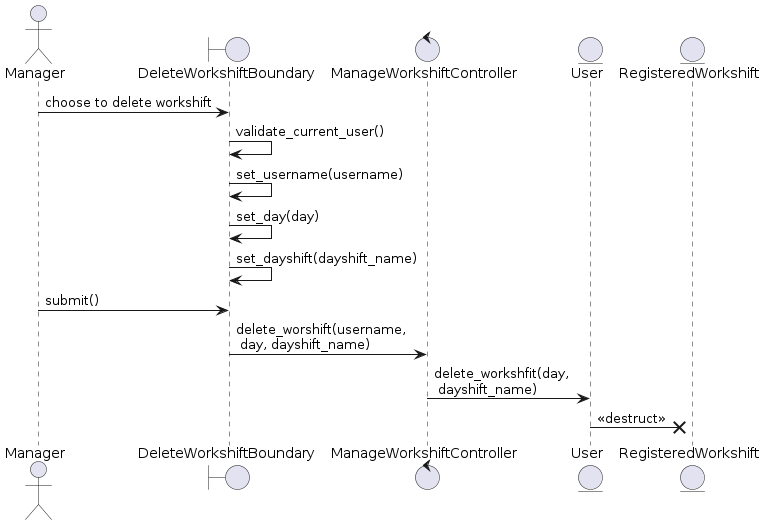 Manager
DeleteWorkshiftBoundary
ManageWorkshiftController
User
RegisteredWorkshift
choose to delete workshift
validate_current_user()
set_username(username)
set_day(day)
set_dayshift(dayshift_name)
submit()
delete_worshift(username,
day, dayshift_name)
delete_workshfit(day,
dayshift_name)
«destruct»
Manager
DeleteWorkshiftBoundary
ManageWorkshiftController
User
RegisteredWorkshift